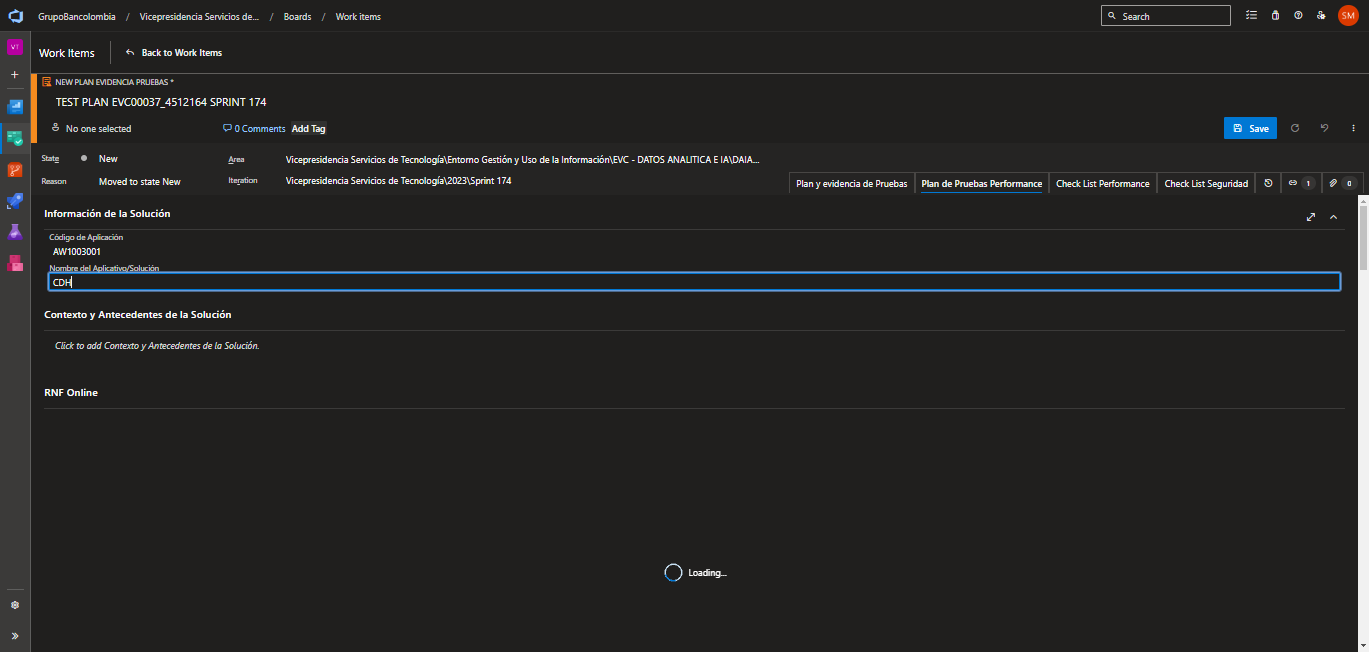 GrupoBancolombia / Vicepresidencia Servicios de... / Boards / Work items
Search
SM
VT
Work Items
Back to Work Items
NEW PLAN EVIDENCIA PRUEBAS *
TEST PLAN EVC00037_4512164 SPRINT 174
No one selected
0 Comments
Add Tag
Save
State
New
Area
Vicepresidencia Servicios de Tecnología\Entorno Gestión y Uso de la Información\EVC - DATOS ANALITICA E IA\DAIA...
Reason
Moved to state New
Iteration
Vicepresidencia Servicios de Tecnología\2023\Sprint 174
Plan y evidencia de Pruebas
Plan de Pruebas Performance
Check List Performance
Check List Seguridad
1
0
Información de la Solución
Código de Aplicación
AW1003001
Nombre del Aplicativo/Solución
CDH
Contexto y Antecedentes de la Solución
Click to add Contexto y Antecedentes de la Solución.
RNF Online
Loading...